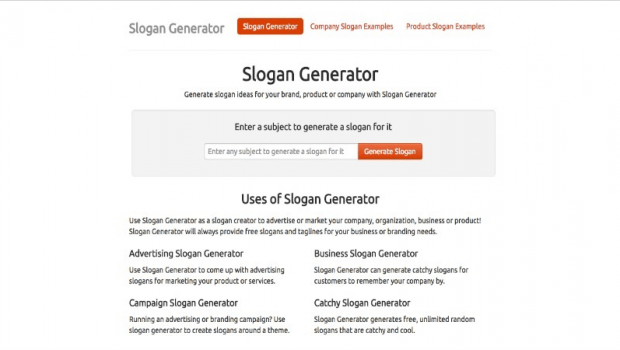 Slogan Generator
Slogan Generator Company Slogan Examples Product Slogan Examples
Slogan Generator
Generate slogan ideas for your brand, product or company with Slogan Generator
Enter a subject to generate a slogan for it
Enter any subject to generate a slogan for it Generate Slogan
Uses of Slogan Generator
Use Slogan Generator as a slogan creator to advertise or market your company, organization, business or product!
Slogan Generator will always provide free slogans and taglines for your business or branding needs.
Advertising Slogan Generator
Use Slogan Generator to come up with advertising
slogans for marketing your product or services.
Business Slogan Generator
Slogan Generator can generate catchy slogans for
customers to remember your company by.
Campaign Slogan Generator
Running an advertising or branding campaign? Use
slogan generator to create slogans around a theme.
Catchy Slogan Generator
Slogan Generator generates free, unlimited random
slogans that are catchy and cool.